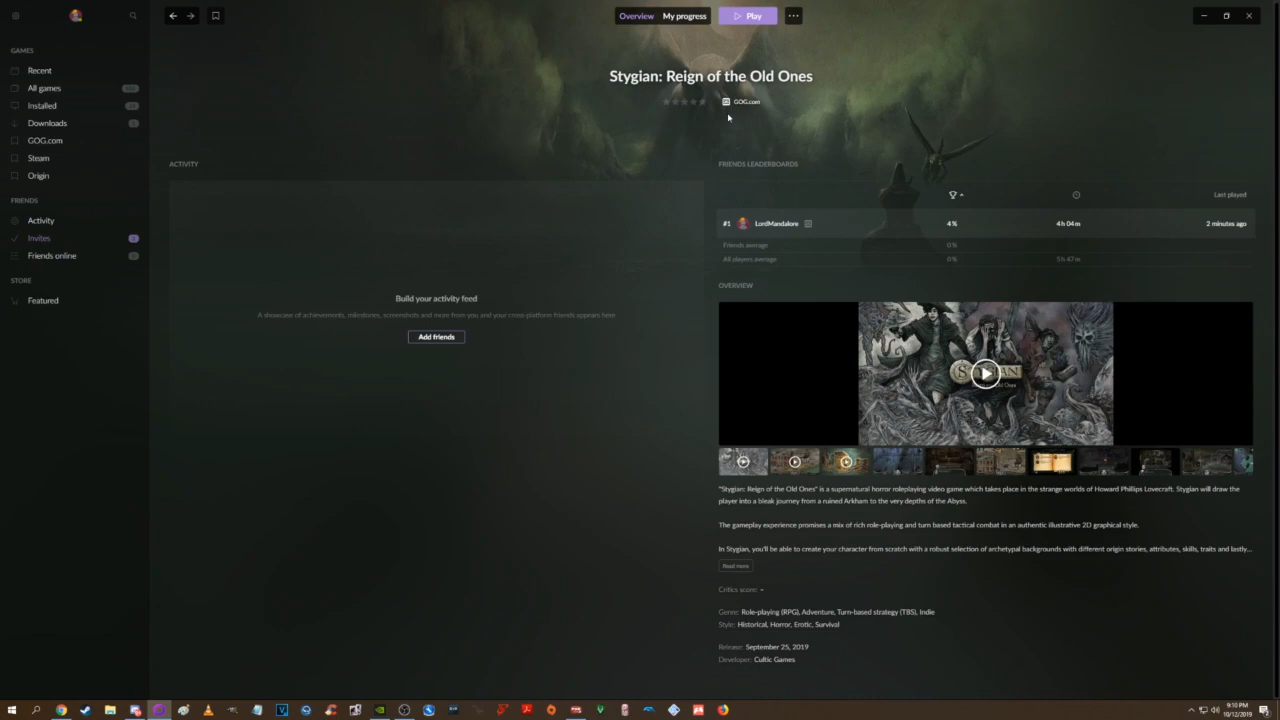 Overview
My progress
Play
GAMES
Recent
All games
Installed
Downloads
GOG.com
Steam
Origin
FRIENDS
Activity
Invites
Friends online
STORE
Featured
Stygian: Reign of the Old Ones
GOG.com
ACTIVITY
Build your activity feed
A showcase of achievements, milestones, screenshots and more from you and your cross-platform friends appears here
Add friends
FRIENDS LEADERBOARDS
Last played
#1 LordMandalore 4% 4h 04m 2 minutes ago
Friends average 0%
All players average 0% 5h 47m
OVERVIEW
STYGIAN
"Stygian: Reign of the Old Ones" is a supernatural horror roleplaying video game which takes place in the strange worlds of Howard Phillips Lovecraft. Stygian will draw the
player into a bleak journey from a ruined Arkham to the very depths of the Abyss.
The gameplay experience promises a mix of rich role-playing and turn based tactical combat in an authentic illustrative 2D graphical style.
In Stygian, you'll be able to create your character from scratch with a robust selection of archetypal backgrounds with different origin stories, attributes, skills, traits and lastly...
Read more
Critics score: -
Genre: Role-playing (RPG), Adventure, Turn-based strategy (TBS), Indie
Style: Historical, Horror, Erotic, Survival
Release: September 25, 2019
Developer: Cultic Games
9:10 PM
10/12/2019